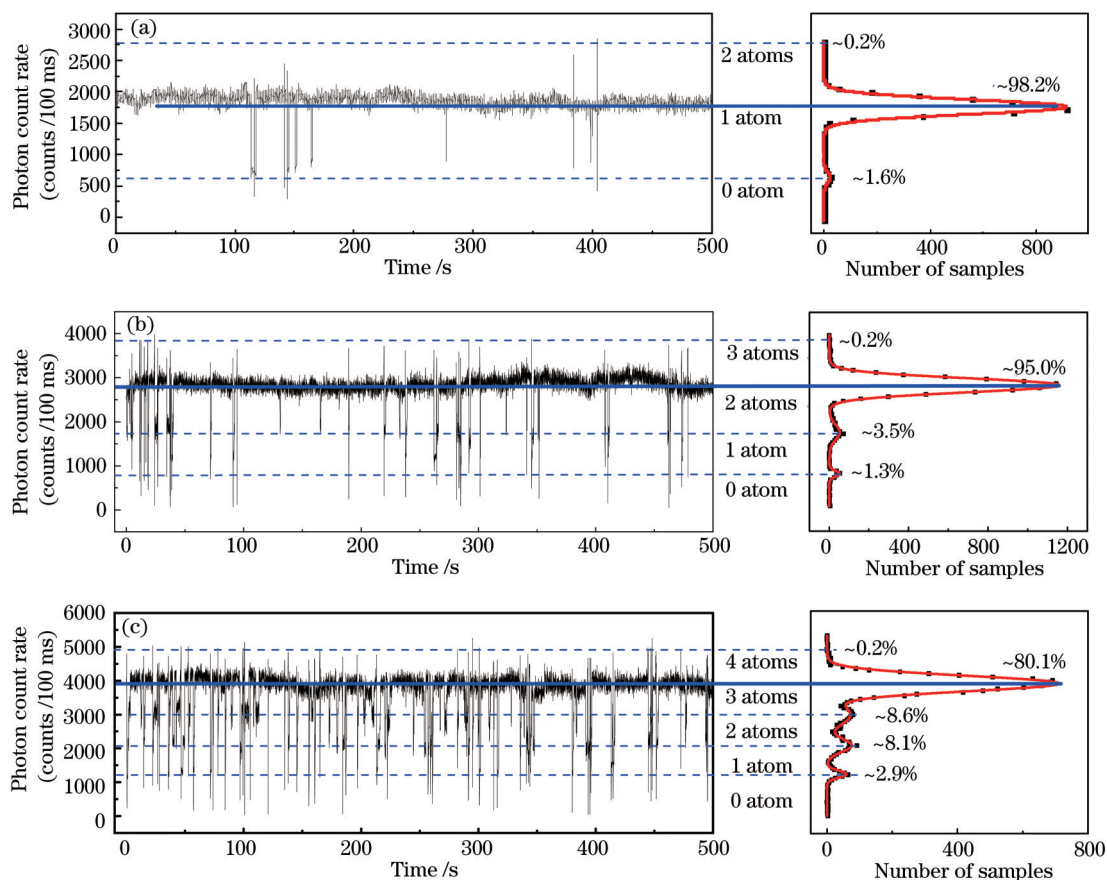 (a)
Photon count rate
(counts /100 ms)
3000
2500
2000
1500
1000
500
0
0
100
200
300
400
500
Time /s
2 atoms
1 atom
0 atom
~0.2%
~98.2%
~1.6%
0
400
800
Number of samples
(b)
Photon count rate
(counts /100 ms)
4000
3000
2000
1000
0
0
100
200
300
400
500
Time /s
3 atoms
2 atoms
1 atom
0 atom
~0.2%
~95.0%
~3.5%
~1.3%
0
400
800
1200
Number of samples
(c)
Photon count rate
(counts /100 ms)
6000
5000
4000
3000
2000
1000
0
0
100
200
300
400
500
Time /s
4 atoms
3 atoms
2 atoms
1 atom
0 atom
~0.2%
~80.1%
~8.6%
~8.1%
~2.9%
0
400
800
Number of samples